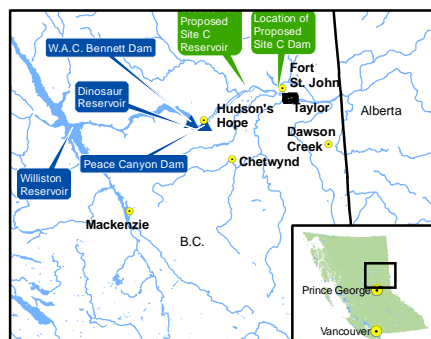 Proposed
Site C
Reservoir
Location of
Proposed
Site C Dam
W.A.C. Bennett Dam
Fort
St. John
Dinosaur
Reservoir
Taylor
Alberta
Hudson's
Hope
Dawson
Creek
Williston
Reservoir
Peace Canyon Dam
Chetwynd
Mackenzie
B.C.
Prince George
Vancouver